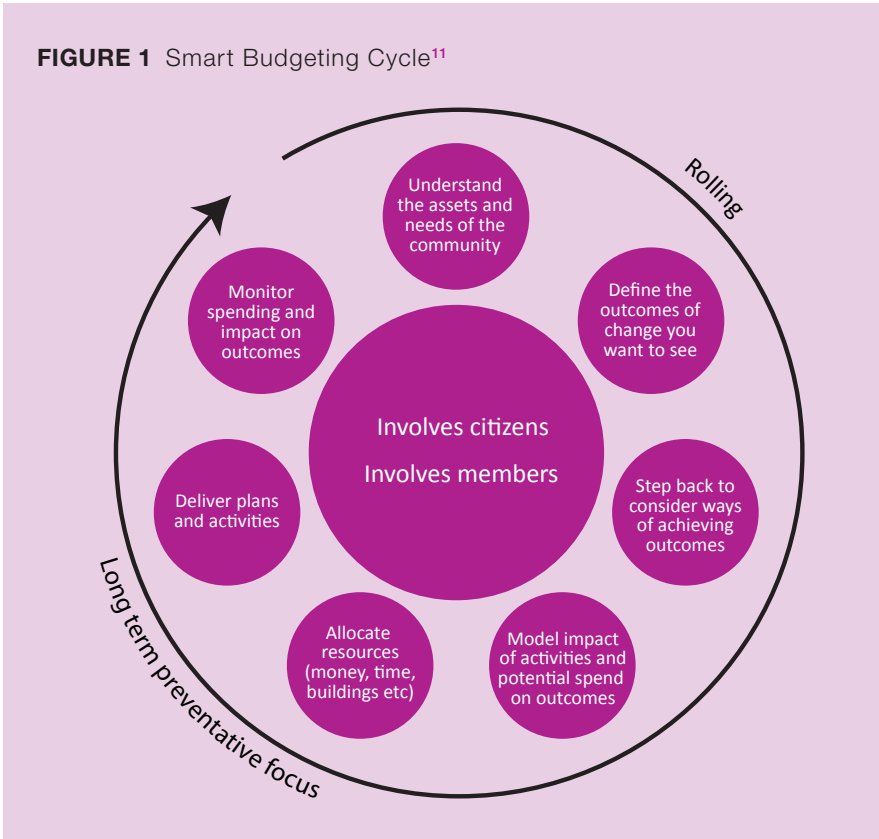 FIGURE 1 Smart Budgeting Cycle11
Rolling
Understand
the assets and
needs of the
community
Define the
outcomes of
change you
want to see
Step back to
consider ways
of achieving
outcomes
Model impact
of activities and
potential spend
on outcomes
Allocate
resources
(money, time,
buildings etc)
Deliver plans
and activities
Monitor
spending and
impact on
outcomes
Involves citizens
Involves members
Long term preventative focus